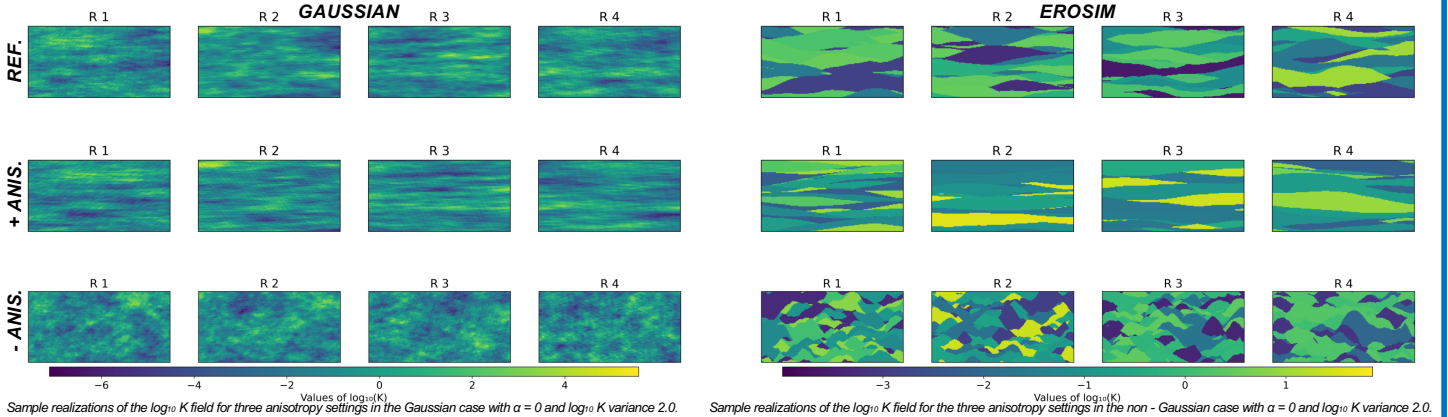 GAUSSIAN
REF.
R 1
R 2
R 3
R 4
+ ANIS.
R 1
R 2
R 3
R 4
- ANIS.
R 1
R 2
R 3
R 4
−6
−4
−2
0
2
4
Values of log₁₀(K)
Sample realizations of the log₁₀ K field for three anisotropy settings in the Gaussian case with α = 0 and log₁₀ K variance 2.0.
EROSIM
R 1
R 2
R 3
R 4
R 1
R 2
R 3
R 4
R 1
R 2
R 3
R 4
−3
−2
−1
0
1
Values of log₁₀(K)
Sample realizations of the log₁₀ K field for the three anisotropy settings in the non - Gaussian case with α = 0 and log₁₀ K variance 2.0.